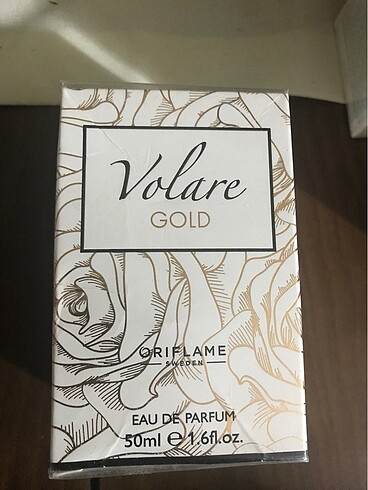 Volare
GOLD
ORIFLAME
SWEDEN
EAU DE PARFUM
50ml ℮ 1.6fl.oz.